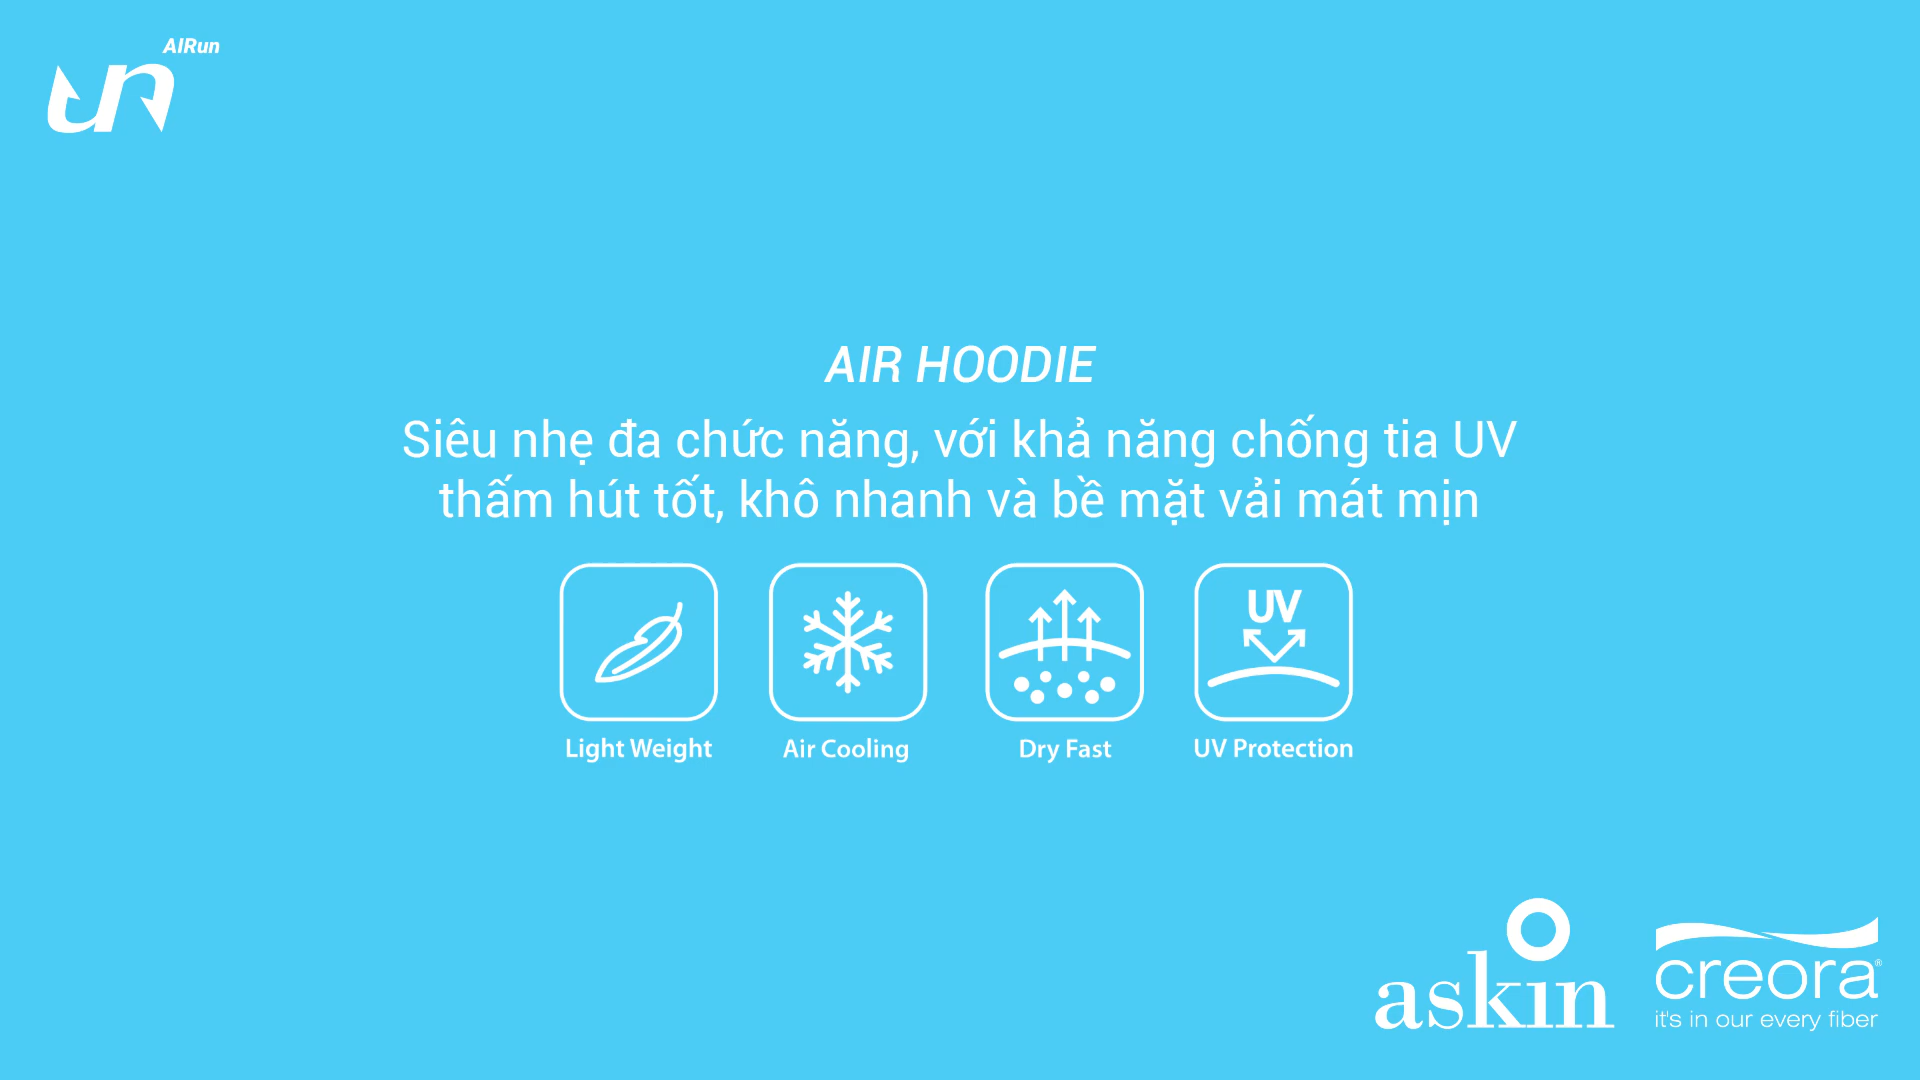 AIRun
un
AIR HOODIE
Siêu nhẹ đa chức năng, với khả năng chống tia UV
thấm hút tốt, khô nhanh và bề mặt vải mát mịn
UV
Light Weight
Air Cooling
Dry Fast
UV Protection
askin
creora®
it's in our every fiber